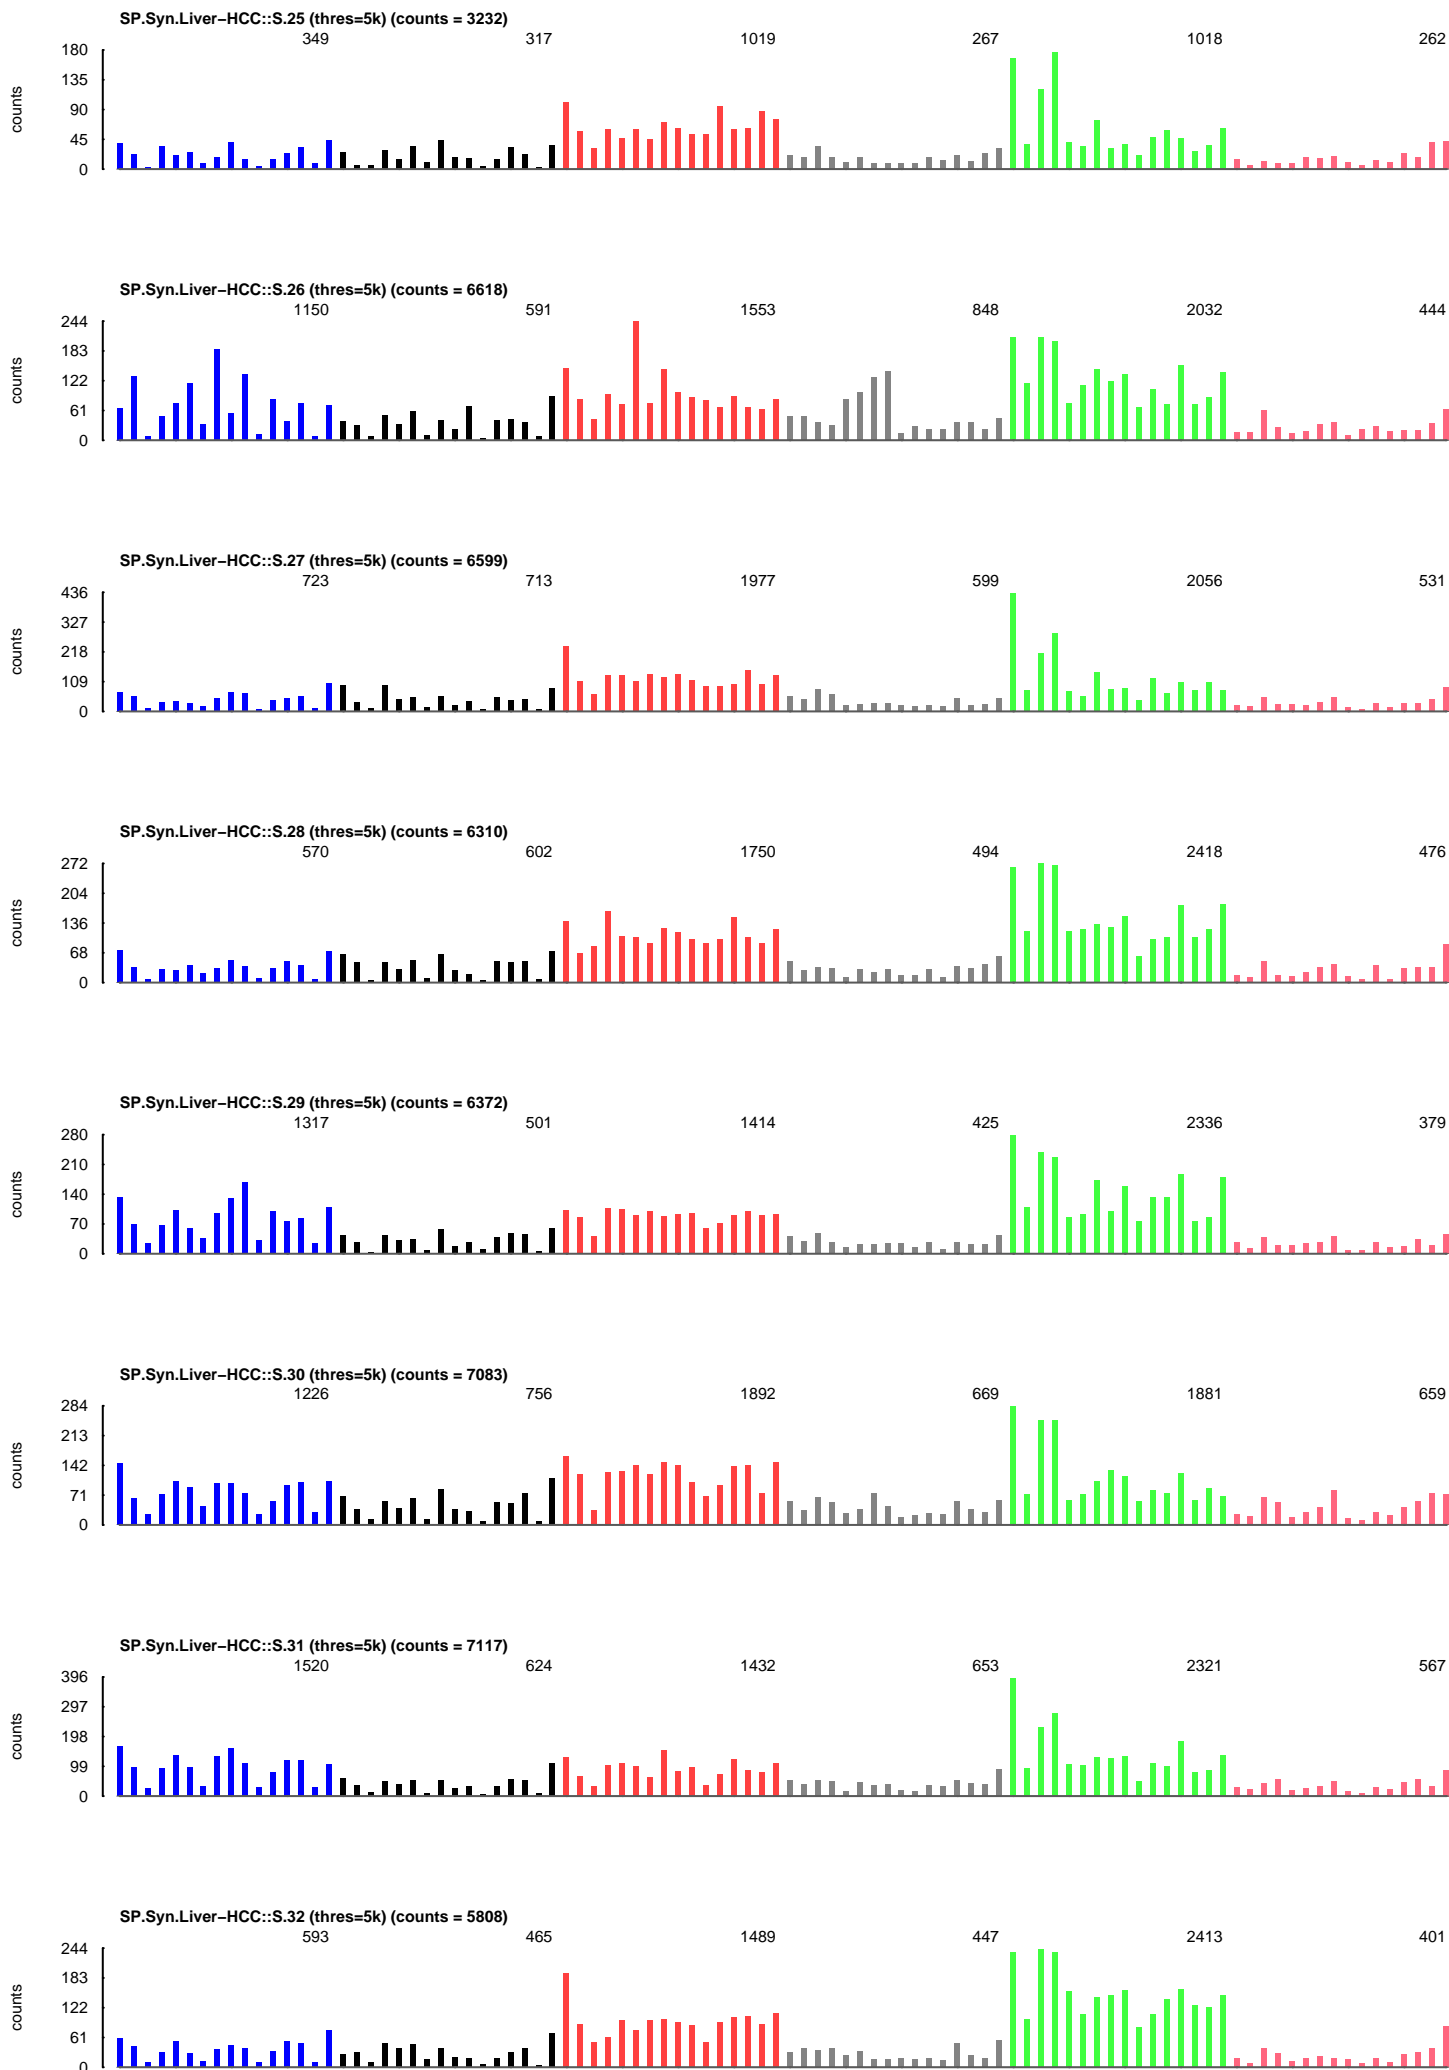 SP.Syn.Liver−HCC::S.25 (thres=5k) (counts = 3232)
349 317 1019 267 1018 262
180
135
90
45
0
counts
SP.Syn.Liver−HCC::S.26 (thres=5k) (counts = 6618)
1150 591 1553 848 2032 444
244
183
122
61
0
counts
SP.Syn.Liver−HCC::S.27 (thres=5k) (counts = 6599)
723 713 1977 599 2056 531
436
327
218
109
0
counts
SP.Syn.Liver−HCC::S.28 (thres=5k) (counts = 6310)
570 602 1750 494 2418 476
272
204
136
68
0
counts
SP.Syn.Liver−HCC::S.29 (thres=5k) (counts = 6372)
1317 501 1414 425 2336 379
280
210
140
70
0
counts
SP.Syn.Liver−HCC::S.30 (thres=5k) (counts = 7083)
1226 756 1892 669 1881 659
284
213
142
71
0
counts
SP.Syn.Liver−HCC::S.31 (thres=5k) (counts = 7117)
1520 624 1432 653 2321 567
396
297
198
99
0
counts
SP.Syn.Liver−HCC::S.32 (thres=5k) (counts = 5808)
593 465 1489 447 2413 401
244
183
122
61
0
counts